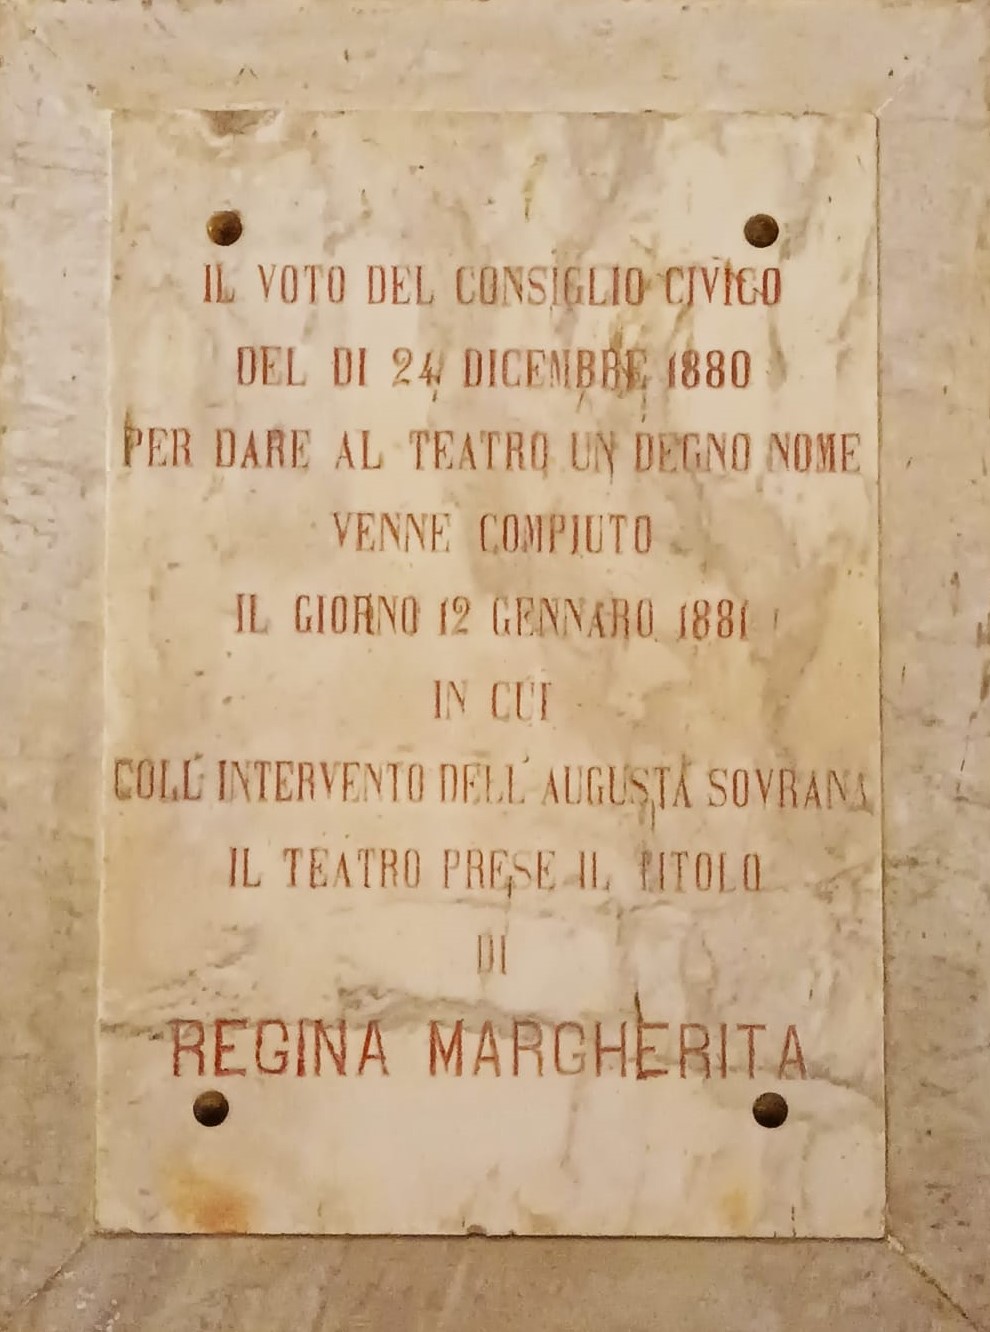 IL VOTO DEL CONSIGLIO CIVICO
DEL DI 24 DICEMBRE 1880
PER DARE AL TEATRO UN DEGNO NOME
VENNE COMPIUTO
IL GIORNO 12 GENNARO 1881
IN CUI
COLL' INTERVENTO DELL' AUGUSTA SOVRANA
IL TEATRO PRESE IL TITOLO
DI
REGINA MARGHERITA